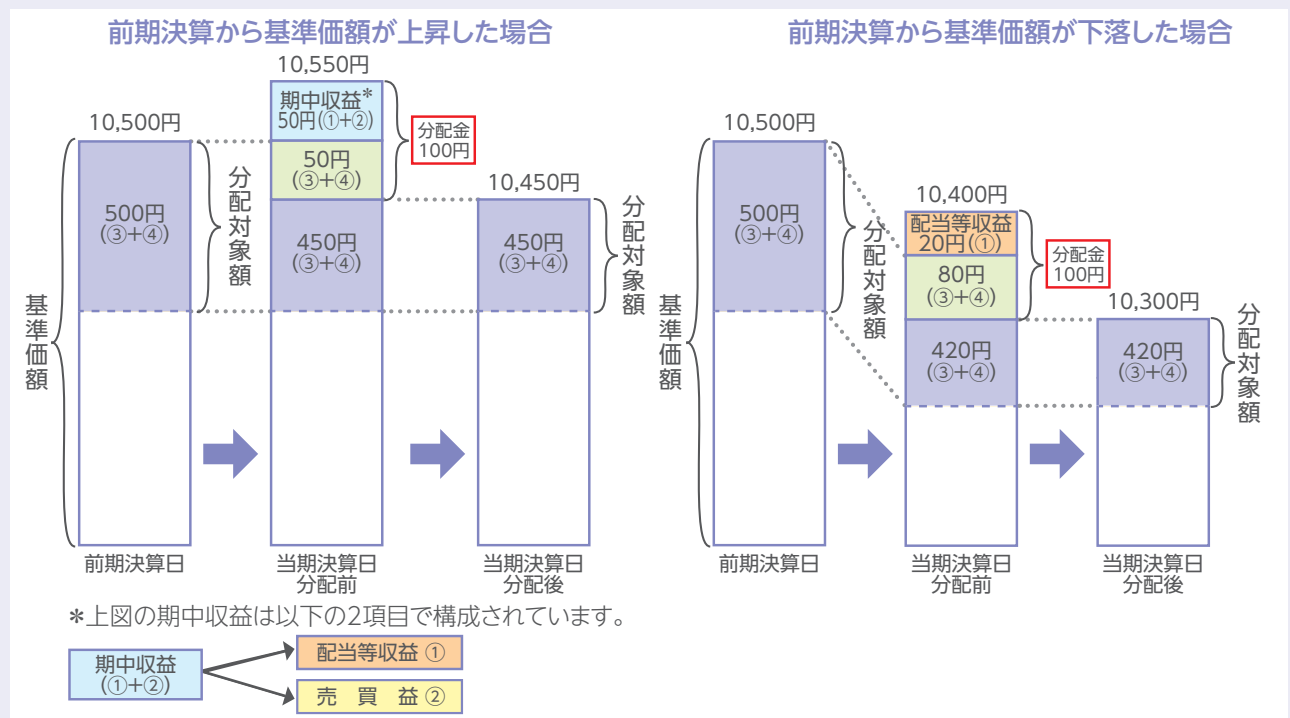 前期決算から基準価額が上昇した場合
10,550円
期中収益*
50円(①+②)
分配金
100円
10,500円
50円
(③+④)
10,450円
500円
(③+④)
分配対象額
450円
(③+④)
450円
(③+④)
分配対象額
基準価額
前期決算日
当期決算日
分配前
当期決算日
分配後
前期決算から基準価額が下落した場合
10,500円
500円
(③+④)
分配対象額
10,400円
配当等収益
20円(①)
分配金
100円
80円
(③+④)
10,300円
420円
(③+④)
420円
(③+④)
分配対象額
基準価額
前期決算日
当期決算日
分配前
当期決算日
分配後
*上図の期中収益は以下の2項目で構成されています。
期中収益
(①+②)
配当等収益 ①
売 買 益 ②